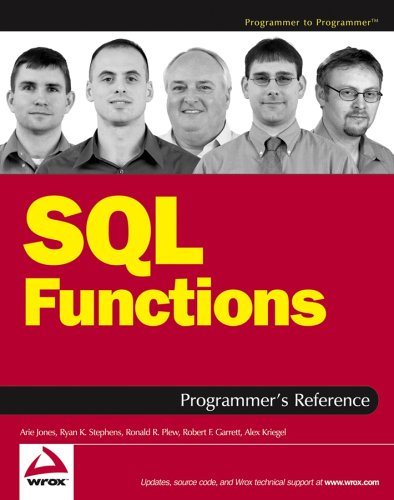 Programmer to Programmer™
SQL
Functions
Programmer's Reference
Arie Jones, Ryan K. Stephens, Ronald R. Plew, Robert F. Garrett, Alex Kriegel
wrox™
Updates, source code, and Wrox technical support at www.wrox.com